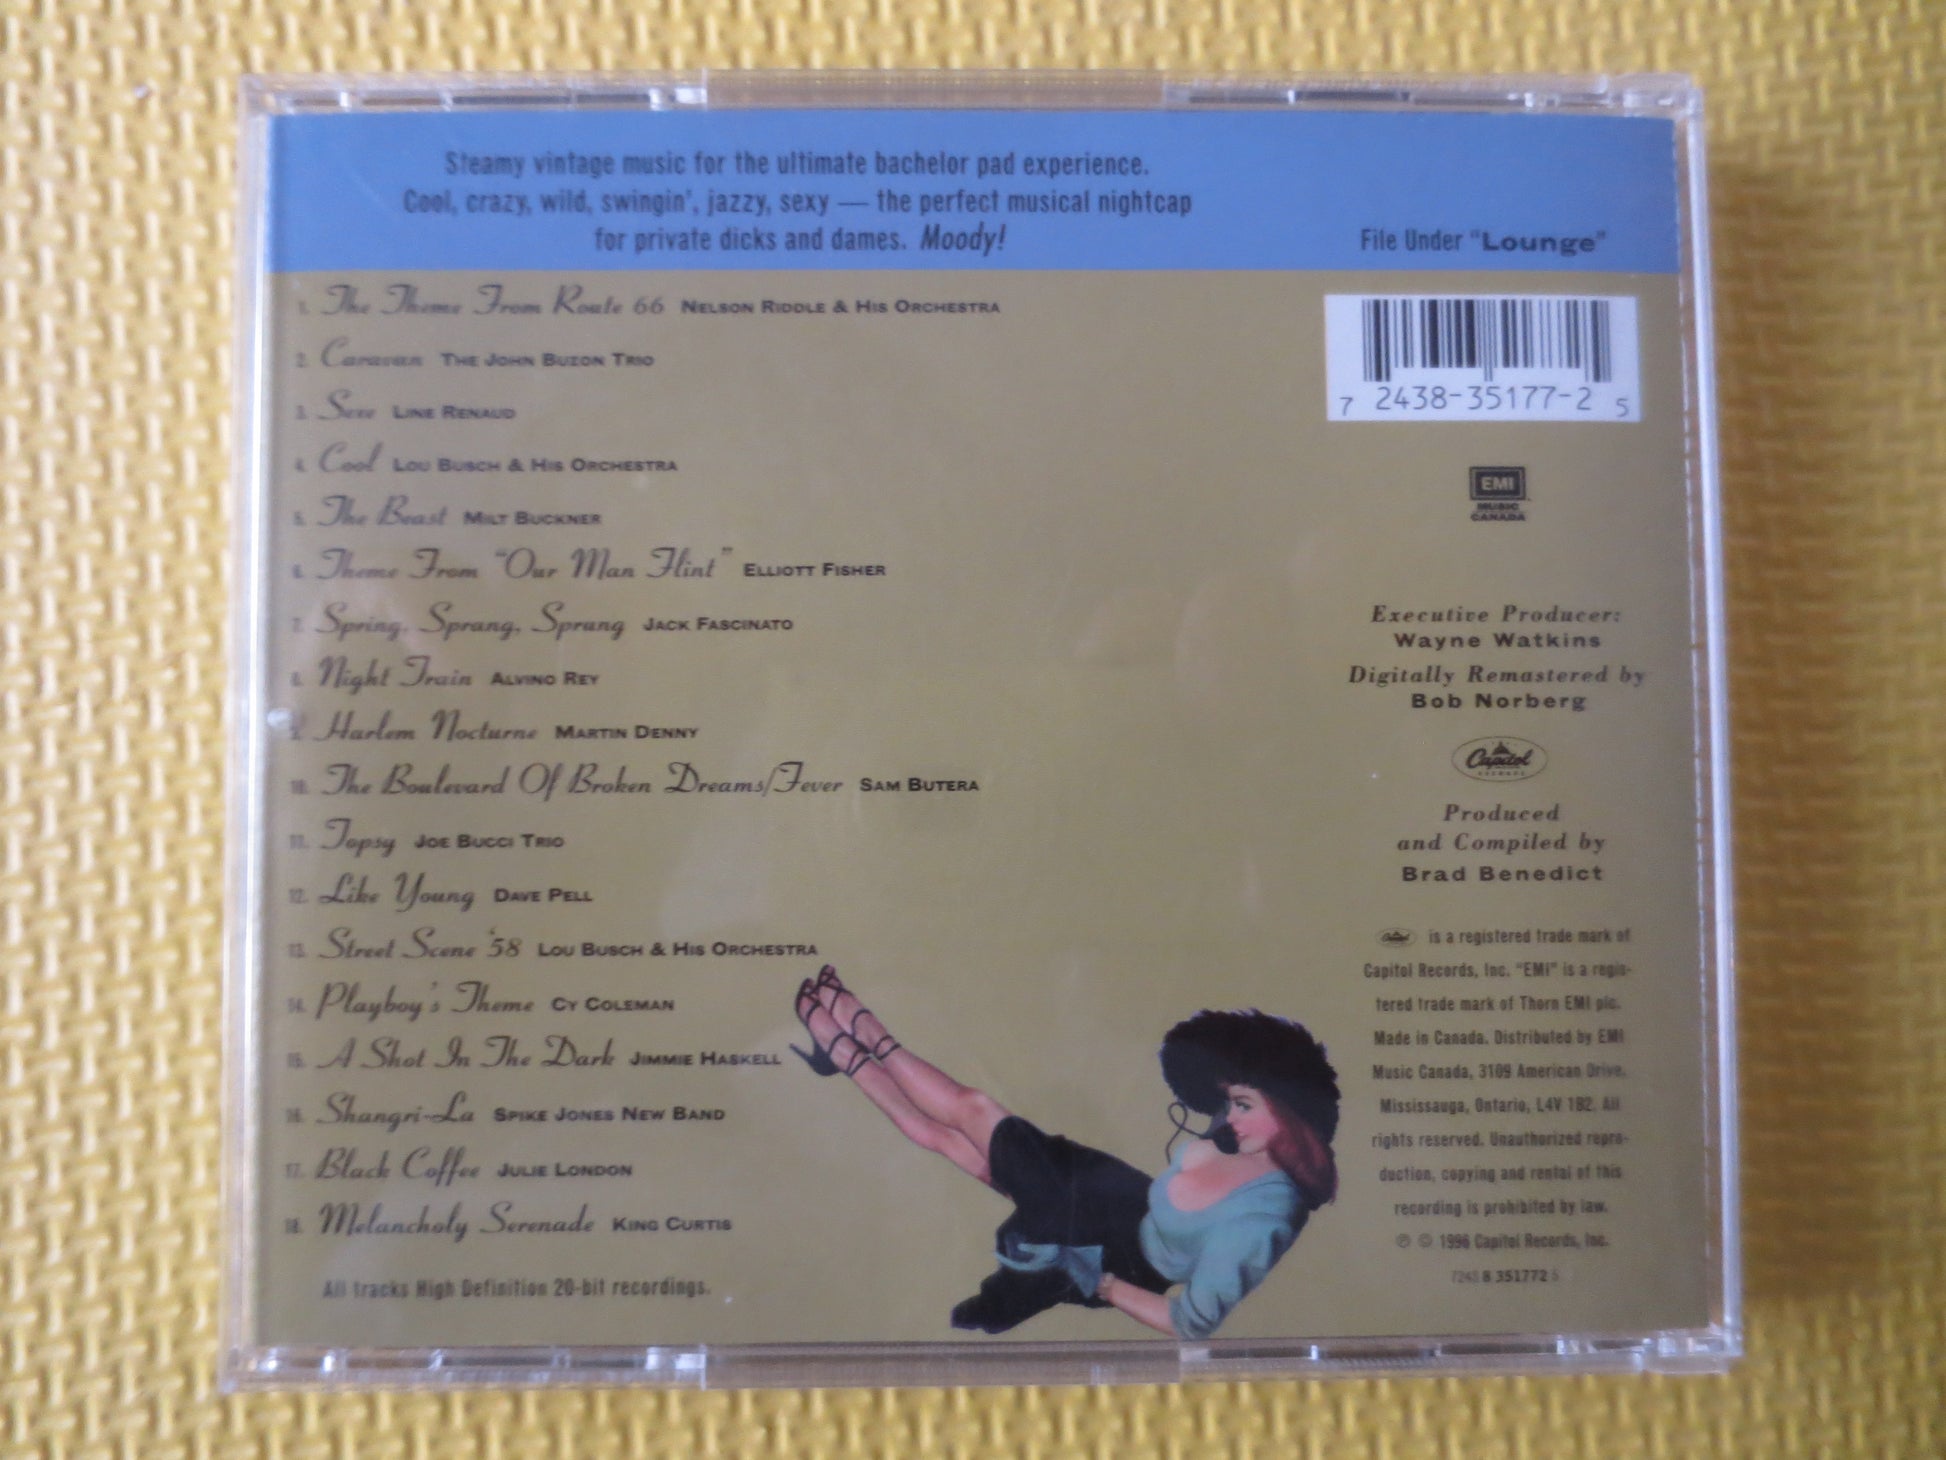 Steamy vintage music for the ultimate bachelor pad experience.
Cool, crazy, wild, swingin', jazzy, sexy — the perfect musical nightcap
for private dicks and dames. Moody!
File Under "Lounge"
1. The Theme From Route 66 NELSON RIDDLE & HIS ORCHESTRA
2. Caravan THE JOHN BUZON TRIO
3. Sexe LINE RENAUD
4. Cool LOU BUSCH & HIS ORCHESTRA
5. The Beast MILT BUCKNER
6. Theme From "Our Man Flint" ELLIOTT FISHER
7. Spring, Sprang, Sprung JACK FASCINATO
8. Night Train ALVINO REY
9. Harlem Nocturne MARTIN DENNY
10. The Boulevard Of Broken Dreams/Fever SAM BUTERA
11. Topsy JOE BUCCI TRIO
12. Like Young DAVE PELL
13. Street Scene '58 LOU BUSCH & HIS ORCHESTRA
14. Playboy's Theme CY COLEMAN
15. A Shot In The Dark JIMMIE HASKELL
16. Shangri-La SPIKE JONES NEW BAND
17. Black Coffee JULIE LONDON
18. Melancholy Serenade KING CURTIS
All tracks High Definition 20-bit recordings.
7 2438-35177-2 5
EMI
MUSIC
CANADA
Executive Producer:
Wayne Watkins
Digitally Remastered by
Bob Norberg
Capitol
RECORDS
Produced
and Compiled by
Brad Benedict
Capitol is a registered trade mark of
Capitol Records, Inc. "EMI" is a regis-
tered trade mark of Thorn EMI plc.
Made in Canada. Distributed by EMI
Music Canada, 3109 American Drive,
Mississauga, Ontario, L4V 1B2. All
rights reserved. Unauthorized repro-
duction, copying and rental of this
recording is prohibited by law.
℗ © 1996 Capitol Records, Inc.
7243 8 351772 5